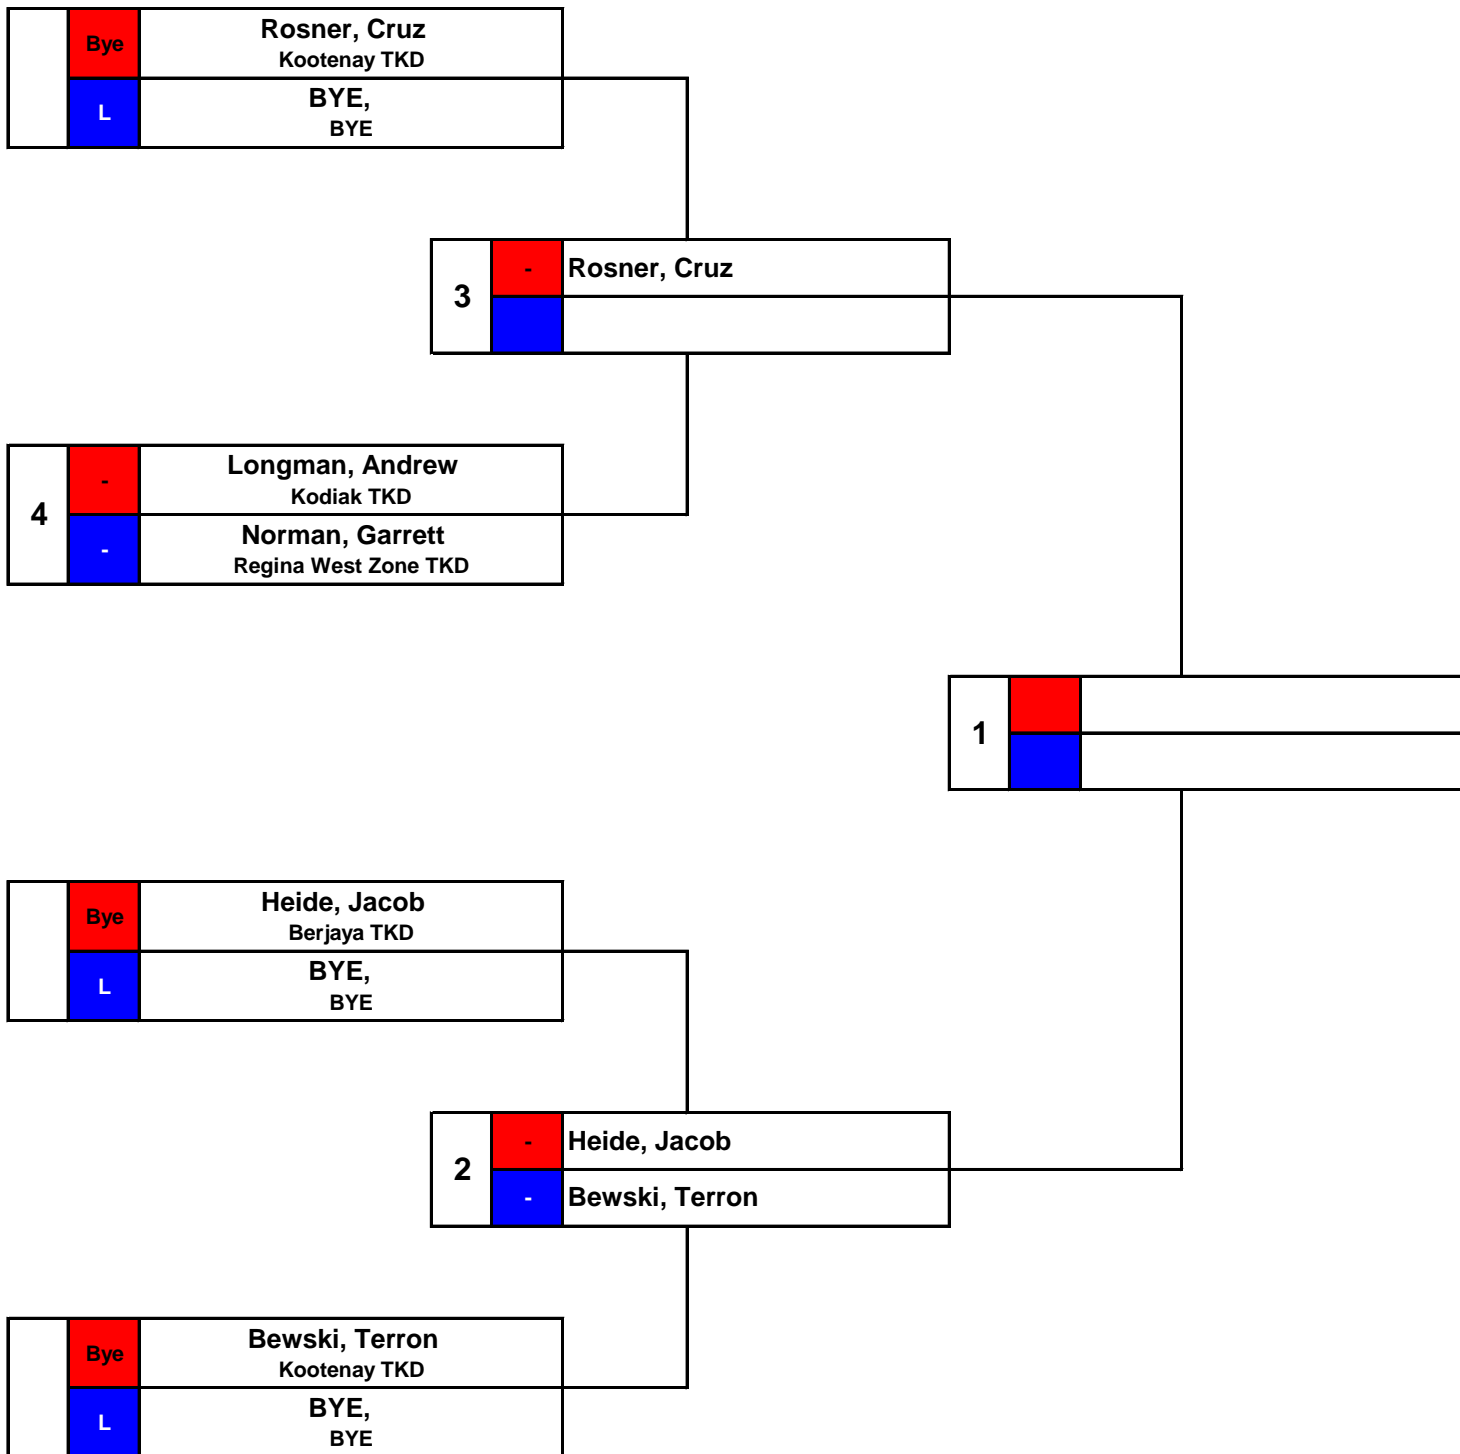 Bye
Rosner, Cruz
Kootenay TKD
L
BYE,
BYE
3
-
Rosner, Cruz
4
-
Longman, Andrew
Kodiak TKD
-
Norman, Garrett
Regina West Zone TKD
1
Bye
Heide, Jacob
Berjaya TKD
L
BYE,
BYE
2
-
Heide, Jacob
-
Bewski, Terron
Bye
Bewski, Terron
Kootenay TKD
L
BYE,
BYE